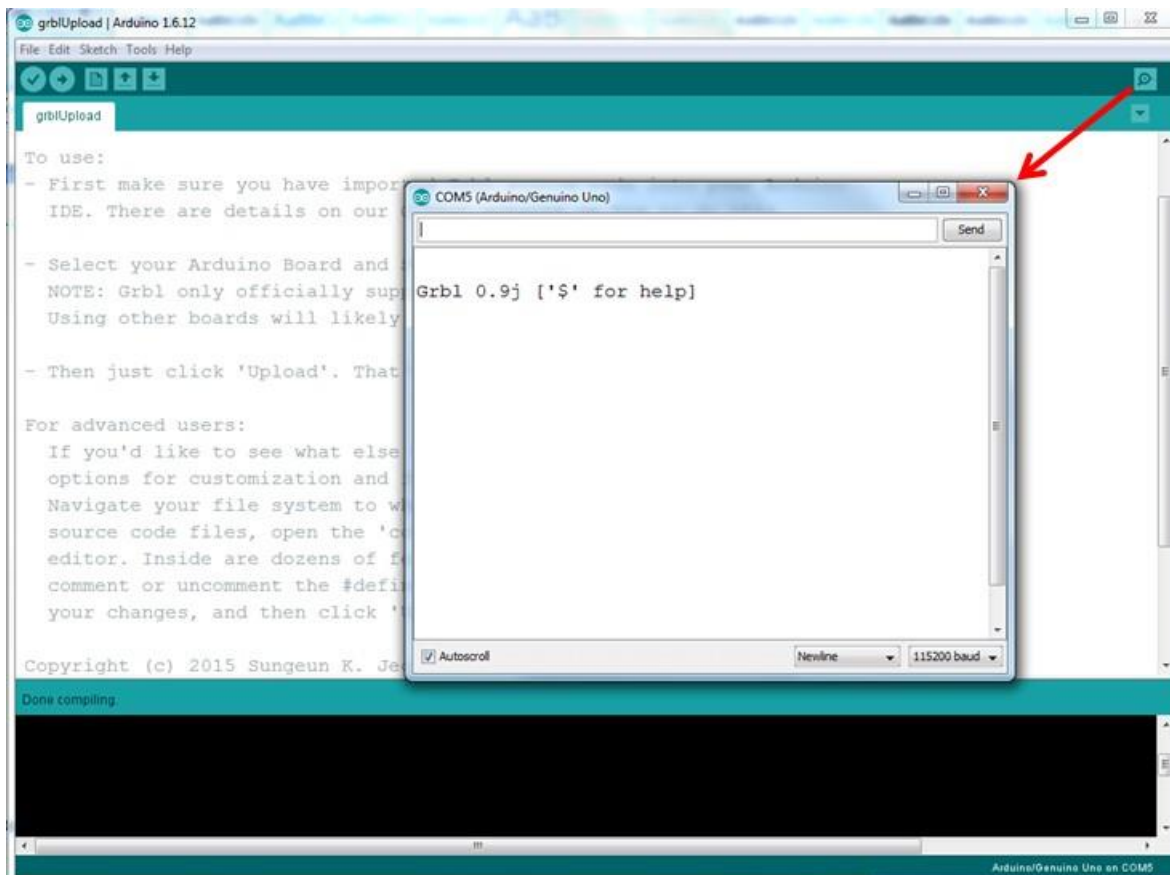 grblUpload | Arduino 1.6.12
File Edit Sketch Tools Help
grblUpload
To use:
- First make sure you have
IDE. There are details on our
- Select your Arduino Board and
NOTE: Grbl only officially
Using other boards will likely
- Then just click 'Upload'. That
For advanced users:
If you'd like to see what else
options for customization and
Navigate your file system to
source code files, open the
editor. Inside are dozens of
comment or uncomment the
your changes, and then click
Copyright (c) 2015 Sungeun K.
COM5 (Arduino/Genuino Uno)
Send
Grbl 0.9j ['$' for help]
Autoscroll
Newline
115200 baud
Done compiling.
Arduino/Genuino Uno on COM5